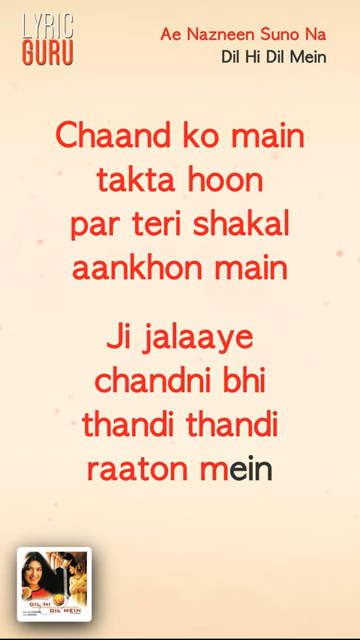 LYRIC
GURU
Ae Nazneen Suno Na
Dil Hi Dil Mein
Chaand ko main
takta hoon
par teri shakal
aankhon main
Ji jalaaye
chandni bhi
thandi thandi
raaton mein
DIL HI DIL MEIN